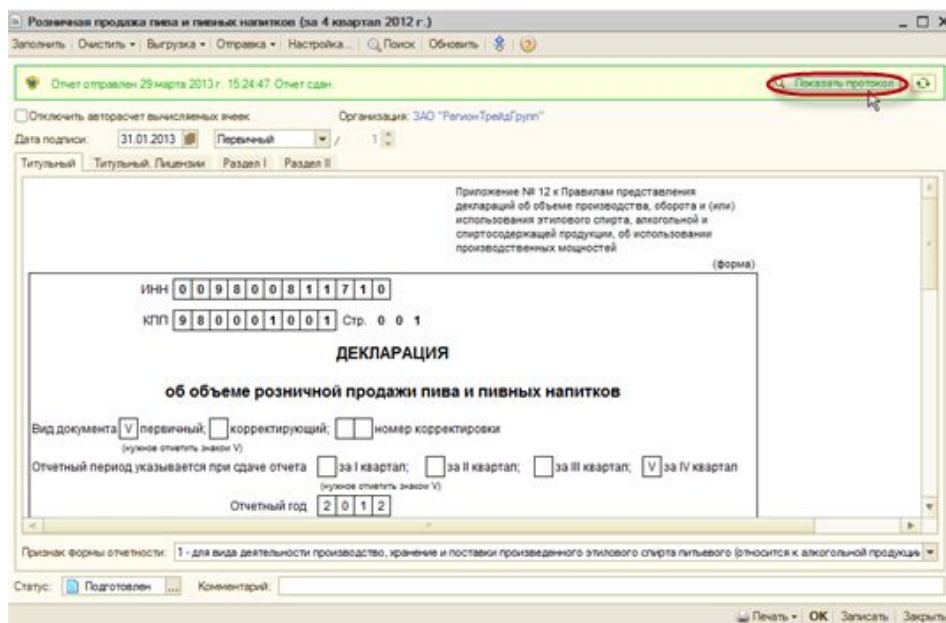 Розничная продажа пива и пивных напитков (за 4 квартал 2012 г.)
Заполнить Очистить Выгрузка Отправка Настройка... Поиск Обновить
Отчет отправлен 29 марта 2013 г. 15:24:47. Отчет сдан. Показать протокол
Отключить авторасчет вычисляемых ячеек Организация: ЗАО "РегионТрейдГрупп"
Дата подписи: 31.01.2013 Первичный / 1
Титульный Титульный. Лицензии Раздел I Раздел II
Приложение № 12 к Правилам представления
деклараций об объеме производства, оборота и (или)
использования этилового спирта, алкогольной и
спиртосодержащей продукции, об использовании
производственных мощностей
(форма)
ИНН 0 0 9 8 0 0 8 1 1 7 1 0
КПП 9 8 0 0 0 1 0 0 1 Стр. 0 0 1
ДЕКЛАРАЦИЯ
об объеме розничной продажи пива и пивных напитков
Вид документа V первичный; корректирующий; номер корректировки
(нужное отметить знаком V)
Отчетный период указывается при сдаче отчета за I квартал; за II квартал; за III квартал; V за IV квартал
(нужное отметить знаком V)
Отчетный год 2 0 1 2
Признак формы отчетности: 1 - для вида деятельности производство, хранение и поставки произведенного этилового спирта питьевого (относится к алкогольной продукци
Статус: Подготовлен ... Комментарий:
Печать OK Записать Закрыть